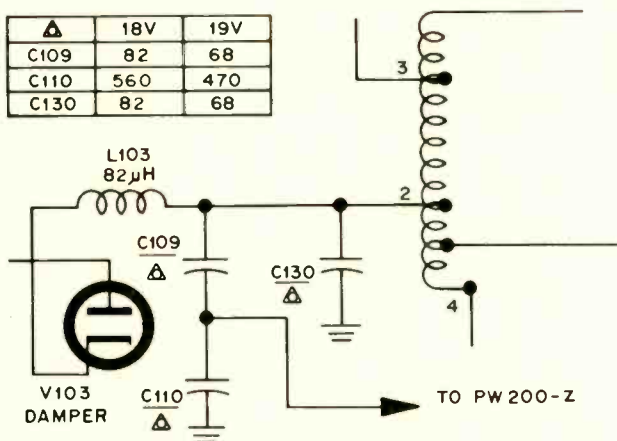 18V 19V
C109 82 68
C110 560 470
C130 82 68
3
L103
82µH
2
C109
C130
4
V103
DAMPER
C110
TO PW200-Z